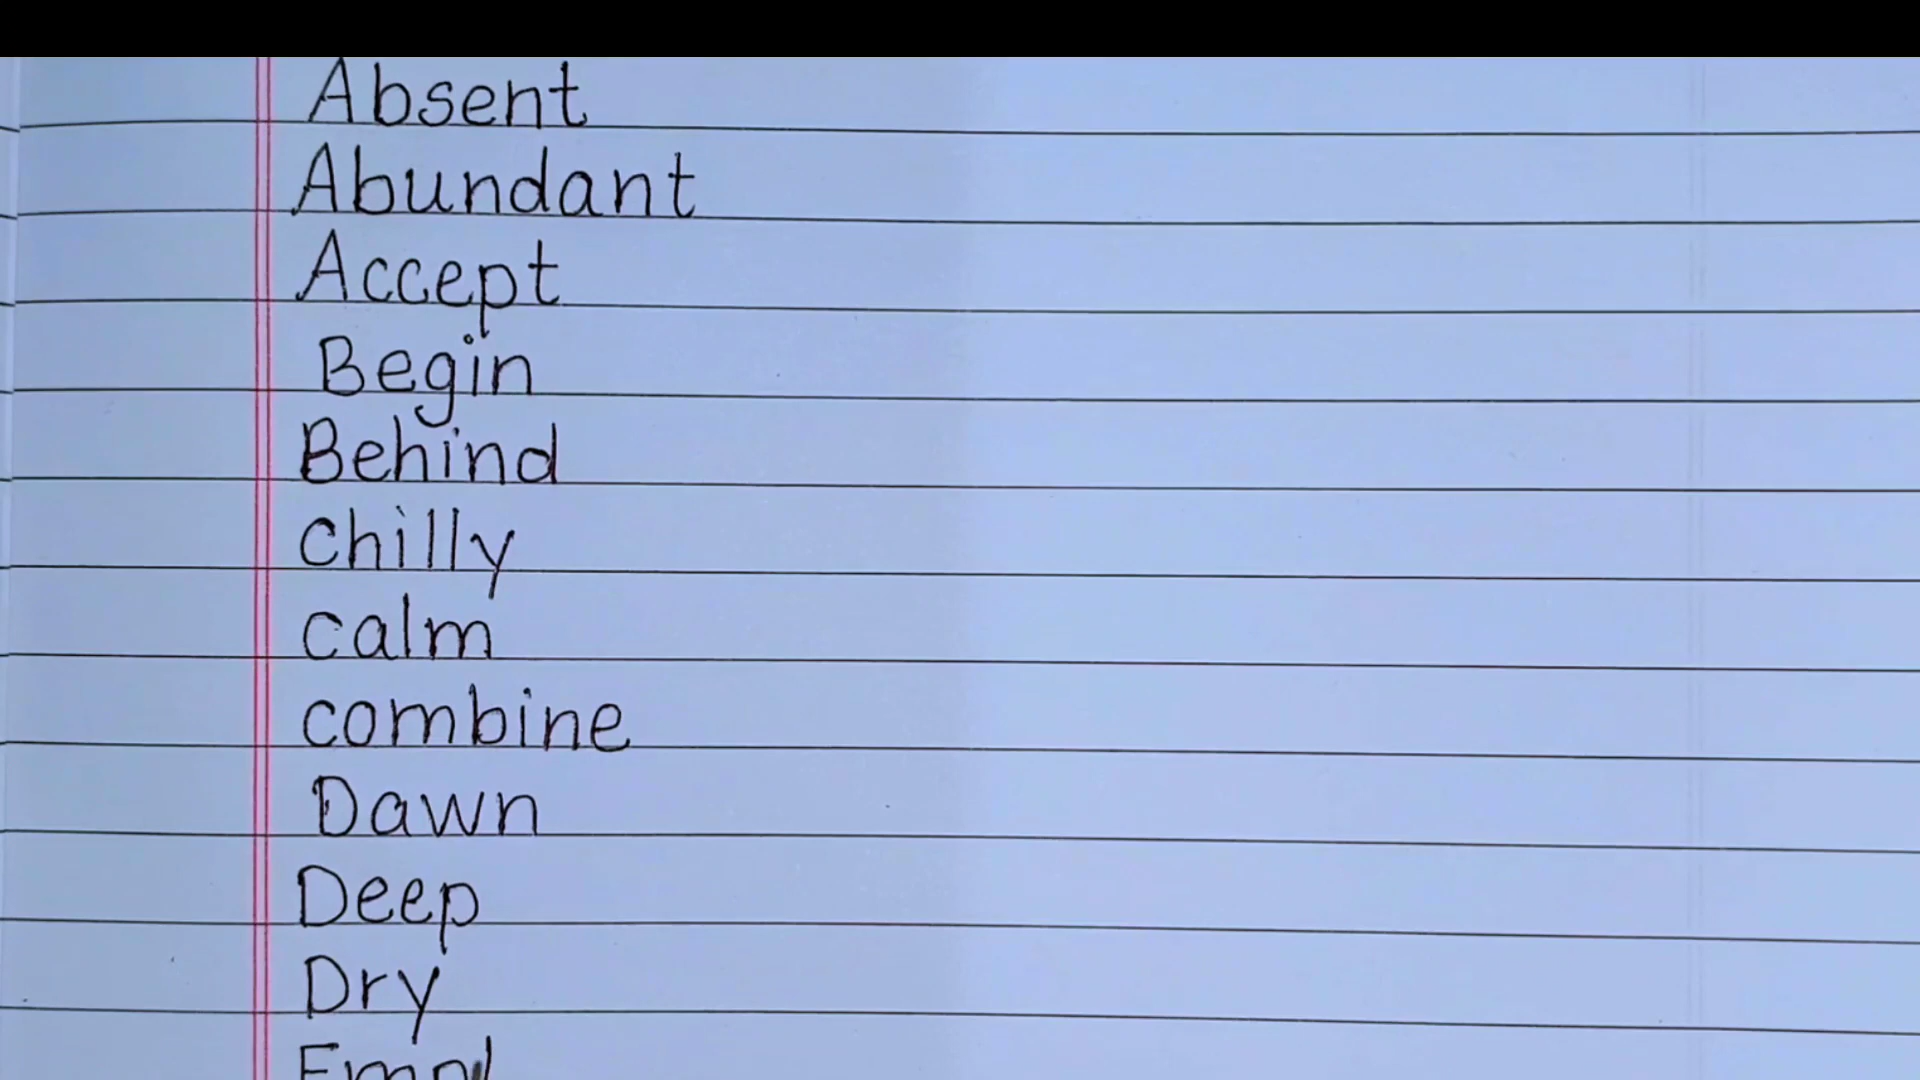 Absent
Abundant
Accept
Begin
Behind
chilly
calm
combine
Dawn
Deep
Dry